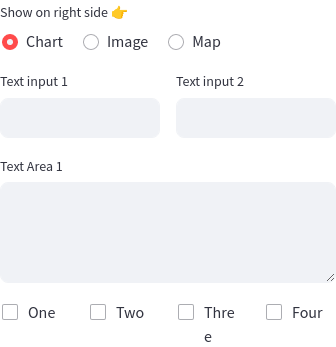 Show on right side 👉
Chart Image Map
Text input 1 Text input 2
Text Area 1
One Two Thre Four
e